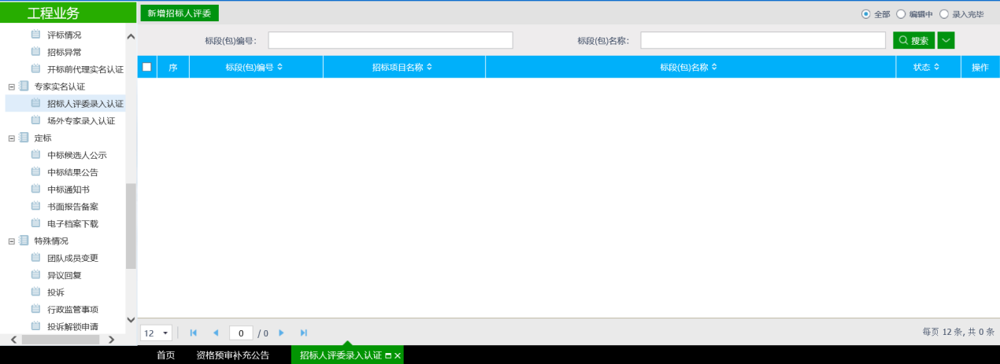 工程业务
新增招标人评委
全部
编辑中
录入完毕
评标情况
招标异常
开标前代理实名认证
专家实名认证
招标人评委录入认证
场外专家录入认证
定标
中标候选人公示
中标结果公告
中标通知书
书面报告备案
电子档案下载
特殊情况
团队成员变更
异议回复
投诉
行政监管事项
投诉解锁申请
标段(包)编号：
标段(包)名称：
搜索
序
标段(包)编号
招标项目名称
标段(包)名称
状态
操作
12
0 / 0
每页 12 条, 共 0 条
首页
资格预审补充公告
招标人评委录入认证